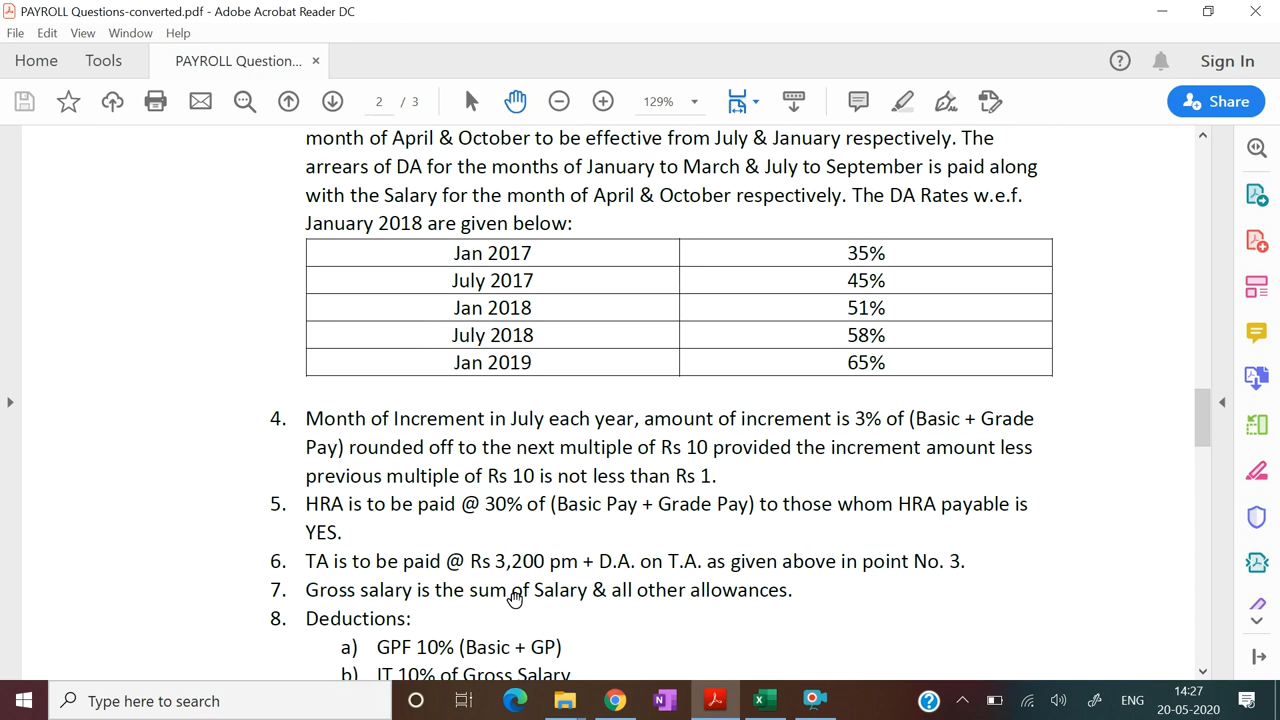 PAYROLL Questions-converted.pdf - Adobe Acrobat Reader DC
File Edit View Window Help
Home Tools PAYROLL Question... × Sign In
2 / 3 129% Share
month of April & October to be effective from July & January respectively. The
arrears of DA for the months of January to March & July to September is paid along
with the Salary for the month of April & October respectively. The DA Rates w.e.f.
January 2018 are given below:
Jan 2017 35%
July 2017 45%
Jan 2018 51%
July 2018 58%
Jan 2019 65%
4. Month of Increment in July each year, amount of increment is 3% of (Basic + Grade
Pay) rounded off to the next multiple of Rs 10 provided the increment amount less
previous multiple of Rs 10 is not less than Rs 1.
5. HRA is to be paid @ 30% of (Basic Pay + Grade Pay) to those whom HRA payable is
YES.
6. TA is to be paid @ Rs 3,200 pm + D.A. on T.A. as given above in point No. 3.
7. Gross salary is the sum of Salary & all other allowances.
8. Deductions:
a) GPF 10% (Basic + GP)
b) IT 10% of Gross Salary
Type here to search
ENG
14:27
20-05-2020